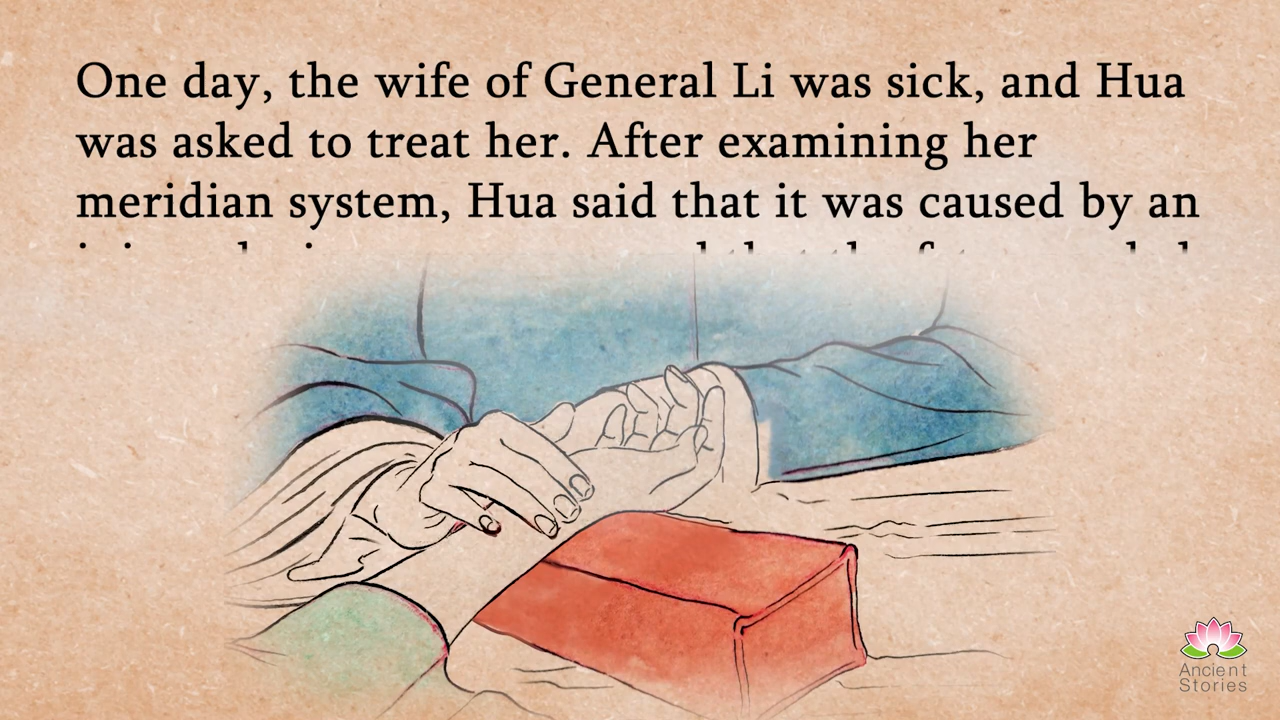 One day, the wife of General Li was sick, and Hua
was asked to treat her. After examining her
meridian system, Hua said that it was caused by an
Ancient
Stories